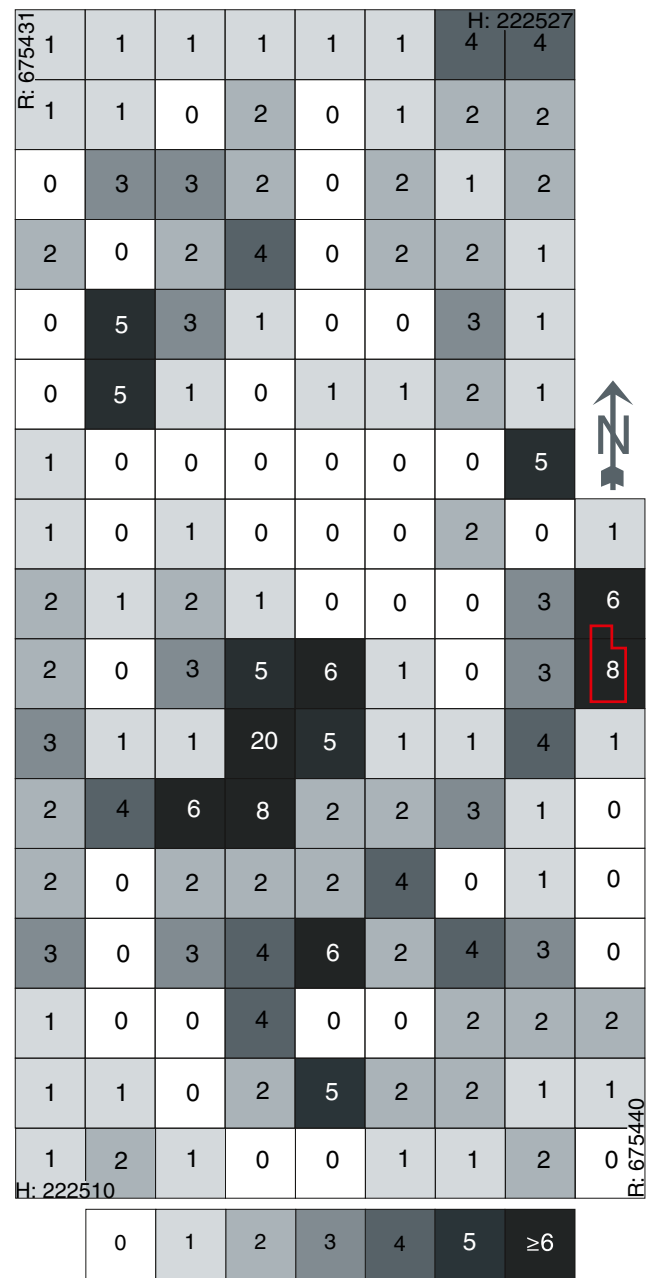 R: 675431
H: 222527
1 1 1 1 1 1 4 4
1 1 0 2 0 1 2 2
0 3 3 2 0 2 1 2
2 0 2 4 0 2 2 1
0 5 3 1 0 0 3 1
0 5 1 0 1 1 2 1
N
1 0 0 0 0 0 0 5
1 0 1 0 0 0 2 0 1
2 1 2 1 0 0 0 3 6
2 0 3 5 6 1 0 3 8
3 1 1 20 5 1 1 4 1
2 4 6 8 2 2 3 1 0
2 0 2 2 2 4 0 1 0
3 0 3 4 6 2 4 3 0
1 0 0 4 0 0 2 2 2
1 1 0 2 5 2 2 1 1
1 2 1 0 0 1 1 2 0
H: 222510
R: 675440
0 1 2 3 4 5 ≥6